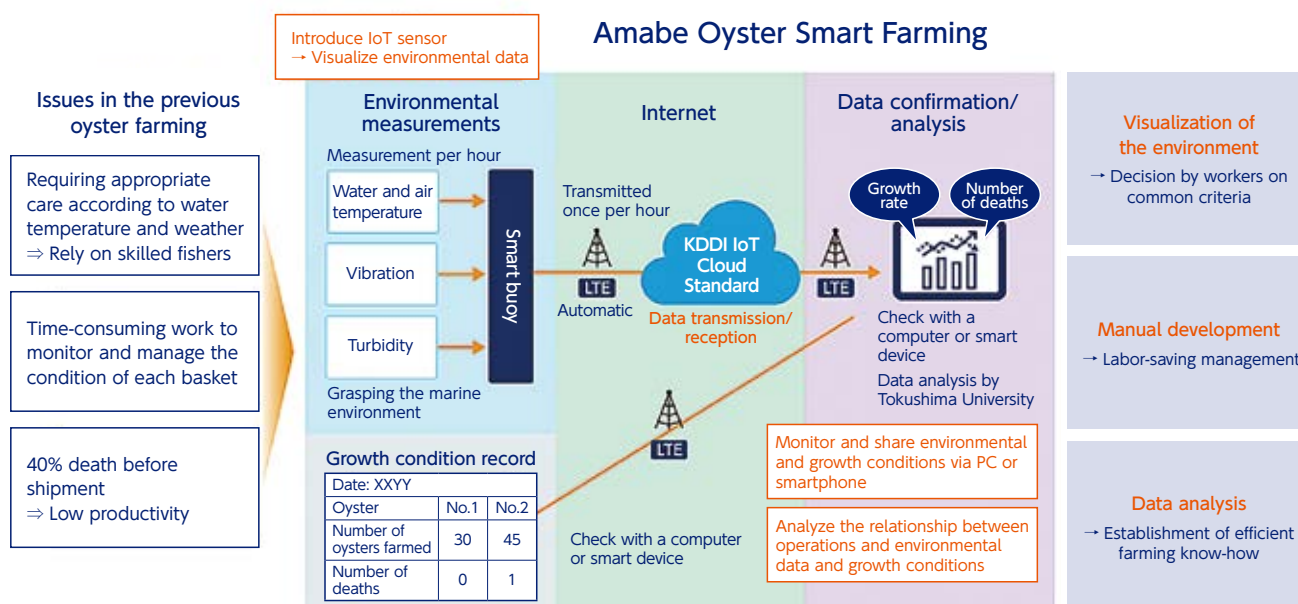 Amabe Oyster Smart Farming
Introduce IoT sensor
→ Visualize environmental data
Issues in the previous
oyster farming
Requiring appropriate
care according to water
temperature and weather
⇒ Rely on skilled fishers
Time-consuming work to
monitor and manage the
condition of each basket
40% death before
shipment
⇒ Low productivity
Environmental
measurements
Measurement per hour
Water and air
temperature
Vibration
Turbidity
Smart buoy
Grasping the marine
environment
Growth condition record
Date: XXYY
Oyster No.1 No.2
Number of
oysters farmed 30 45
Number of
deaths 0 1
Internet
Transmitted
once per hour
LTE
Automatic
KDDI IoT
Cloud
Standard
Data transmission/
reception
LTE
LTE
Check with a computer
or smart device
Data confirmation/
analysis
Growth
rate
Number
of deaths
Check with a
computer or smart
device
Data analysis by
Tokushima University
Monitor and share environmental
and growth conditions via PC or
smartphone
Analyze the relationship between
operations and environmental
data and growth conditions
Visualization of
the environment
→ Decision by workers on
common criteria
Manual development
→ Labor-saving management
Data analysis
→ Establishment of efficient
farming know-how